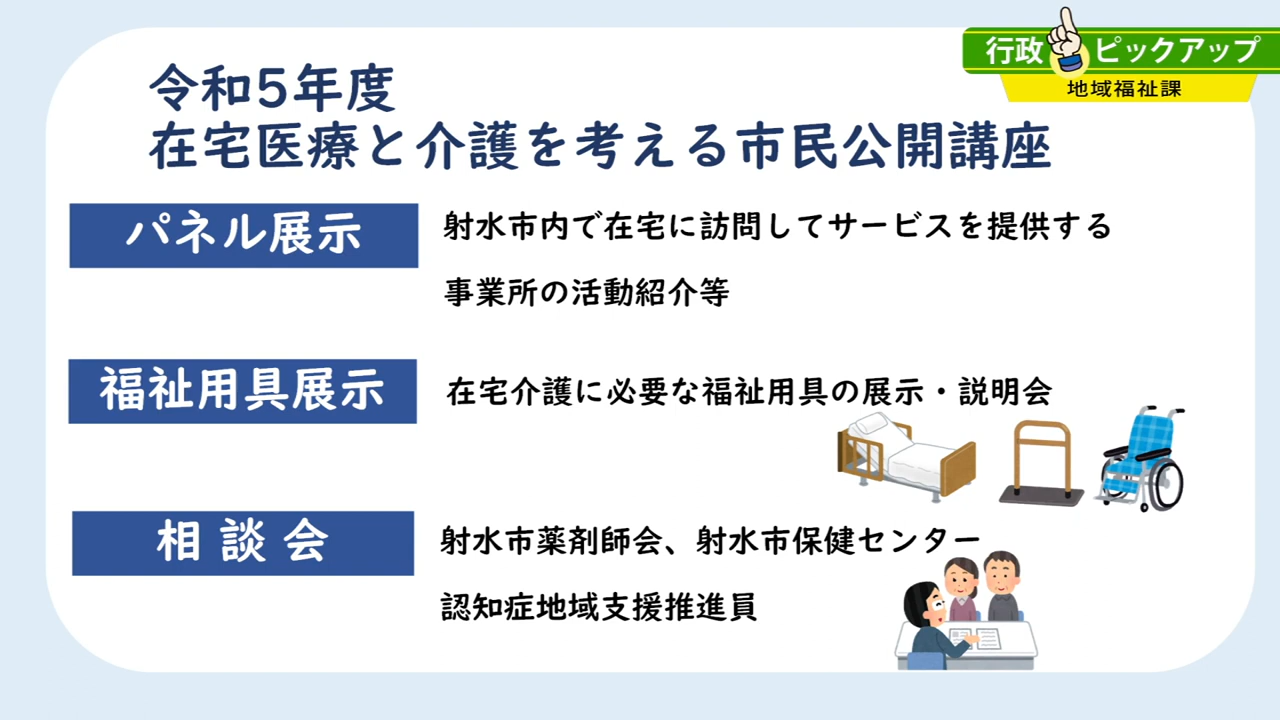 行政 ピックアップ
地域福祉課
令和5年度
在宅医療と介護を考える市民公開講座
パネル展示
射水市内で在宅に訪問してサービスを提供する
事業所の活動紹介等
福祉用具展示
在宅介護に必要な福祉用具の展示・説明会
相談会
射水市薬剤師会、射水市保健センター
認知症地域支援推進員